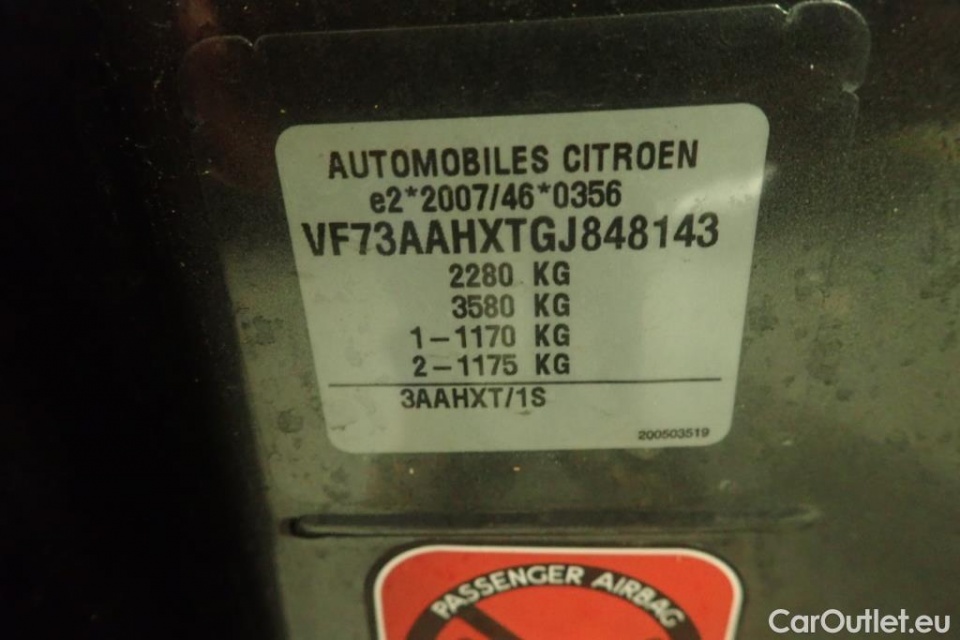 AUTOMOBILES CITROEN
e2*2007/46*0356
VF73AAHXTGJ848143
2280 KG
3580 KG
1-1170 KG
2-1175 KG
3AAHXT/1S
200503519
PASSENGER AIRBAG
CarOutlet.eu